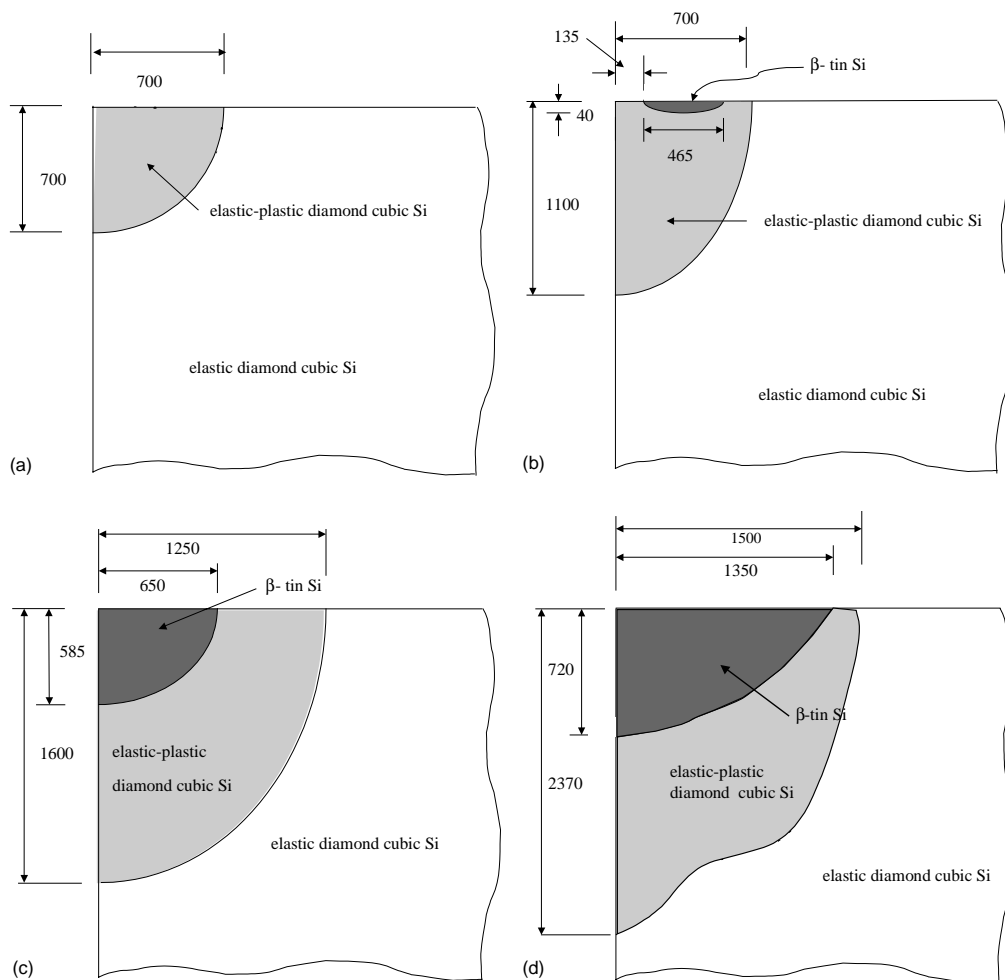 700
700
elastic-plastic diamond cubic Si
elastic diamond cubic Si
(a)
700
135
β- tin Si
40
465
1100
elastic-plastic diamond cubic Si
elastic diamond cubic Si
(b)
1250
650
β- tin Si
585
1600
elastic-plastic
diamond cubic Si
elastic diamond cubic Si
(c)
1500
1350
720
β-tin Si
2370
elastic-plastic
diamond cubic Si
elastic diamond cubic Si
(d)